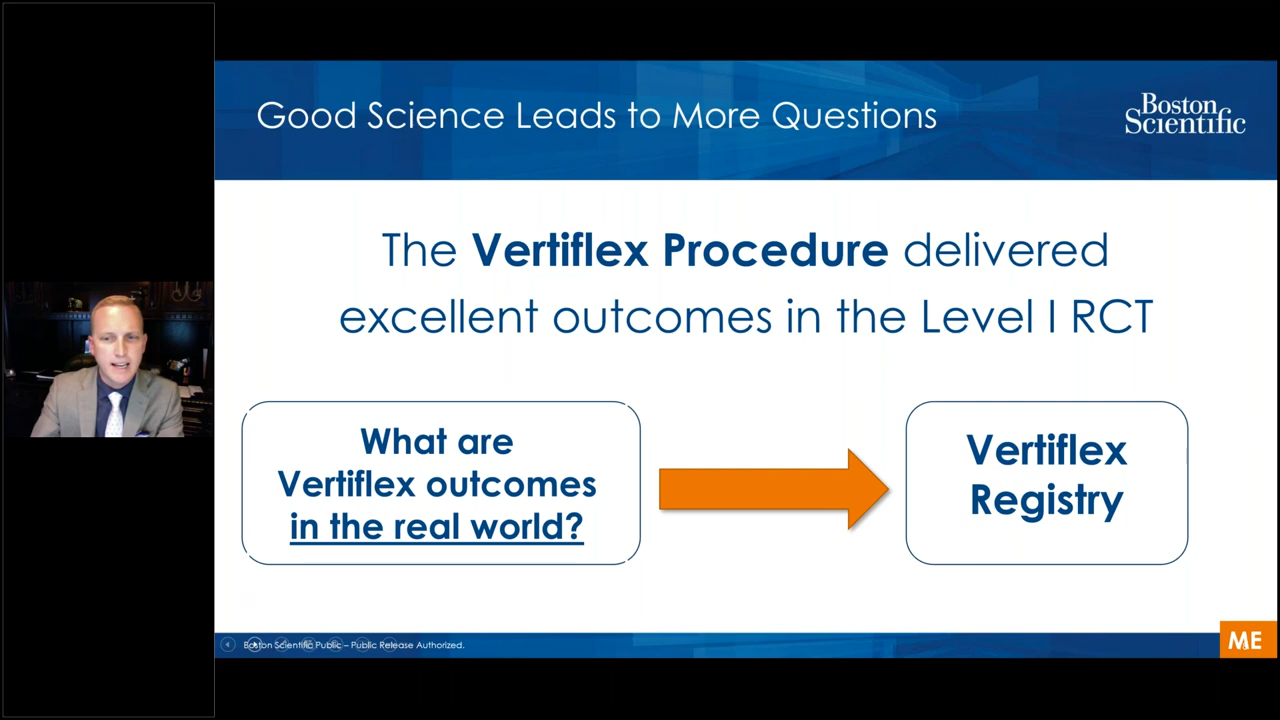 Good Science Leads to More Questions
Boston
Scientific
The Vertiflex Procedure delivered
excellent outcomes in the Level I RCT
What are
Vertiflex outcomes
in the real world?
Vertiflex
Registry
Boston Scientific Public – Public Release Authorized.
ME